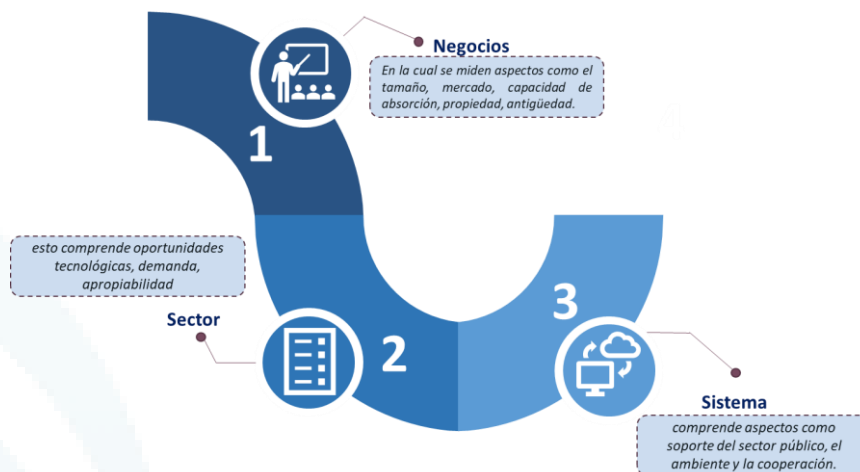 Negocios
En la cual se miden aspectos como el
tamaño, mercado, capacidad de
absorción, propiedad, antigüedad.
1
esto comprende oportunidades
tecnológicas, demanda,
apropiabilidad
Sector
2
3
Sistema
comprende aspectos como
soporte del sector público, el
ambiente y la cooperación.